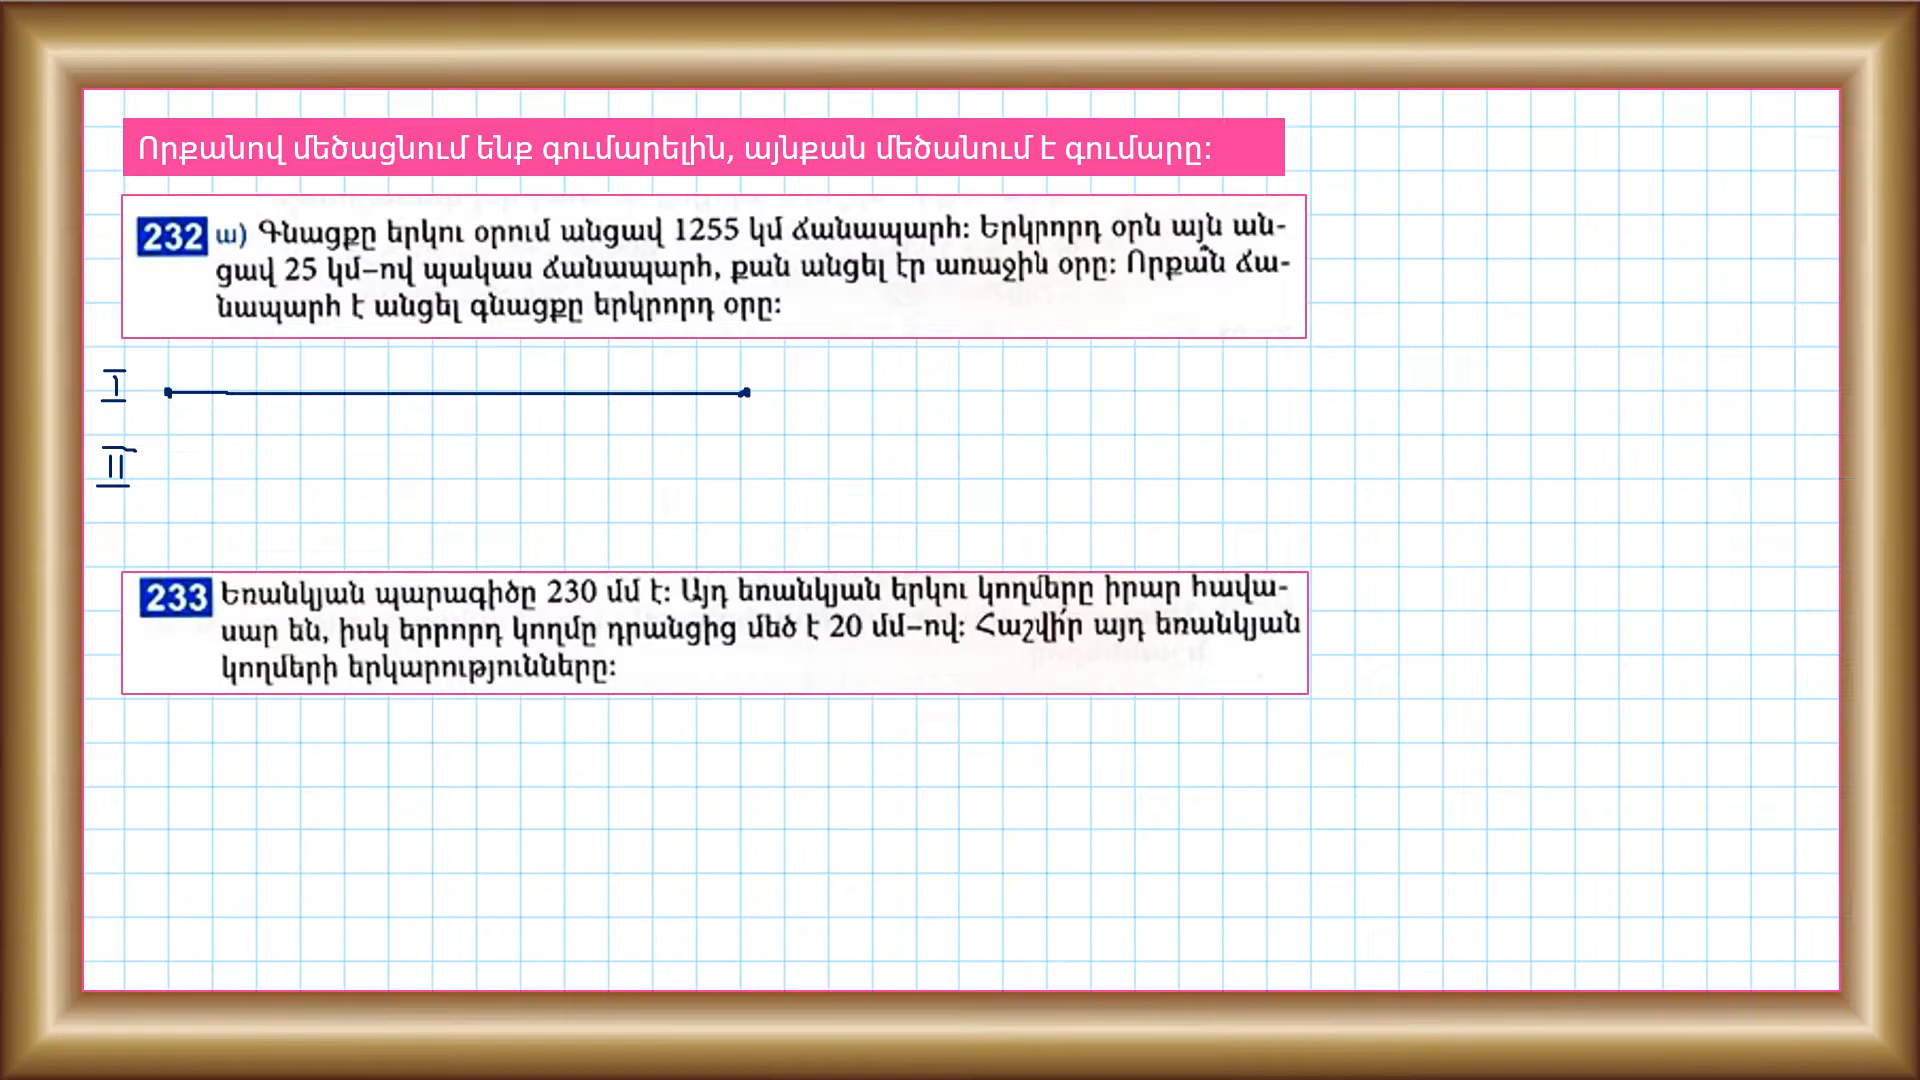 Որքանով մեծացնում ենք գումարելին, այնքան մեծանում է գումարը:
232 ա) Գնացքը երկու օրում անցավ 1255 կմ ճանապարհ: Երկրորդ օրն այն ան-
ցավ 25 կմ-ով պակաս ճանապարհ, քան անցել էր առաջին օրը: Որքա՞ն ճա-
նապարհ է անցել գնացքը երկրորդ օրը:
I
II
233 Եռանկյան պարագիծը 230 մմ է: Այդ եռանկյան երկու կողմերը իրար հավա-
սար են, իսկ երրորդ կողմը դրանցից մեծ է 20 մմ-ով: Հաշվի՛ր այդ եռանկյան
կողմերի երկարությունները: